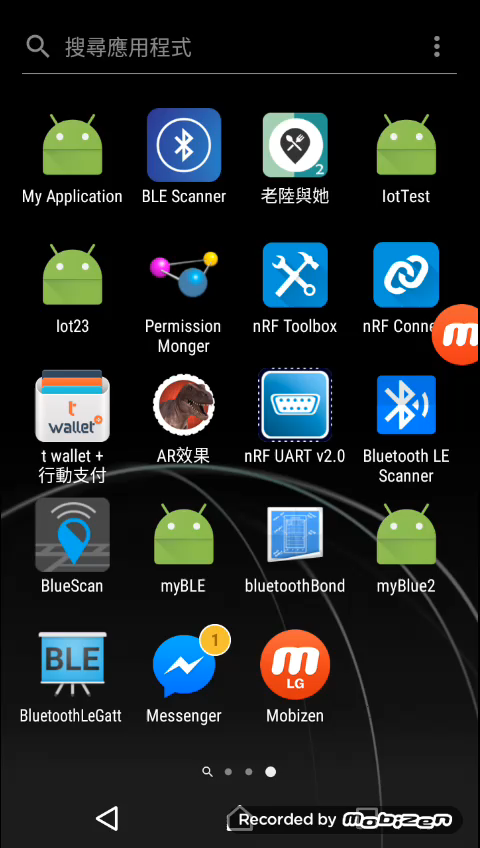 搜尋應用程式
My Application
BLE Scanner
2
老陸與她
IotTest
Iot23
Permission
Monger
nRF Toolbox
nRF Conne
t
wallet+
t wallet +
行動支付
AR效果
nRF UART v2.0
Bluetooth LE
Scanner
BlueScan
myBLE
bluetoothBond
myBlue2
BLE
BluetoothLeGatt
1
Messenger
m
LG
Mobizen
Recorded by Mobizen